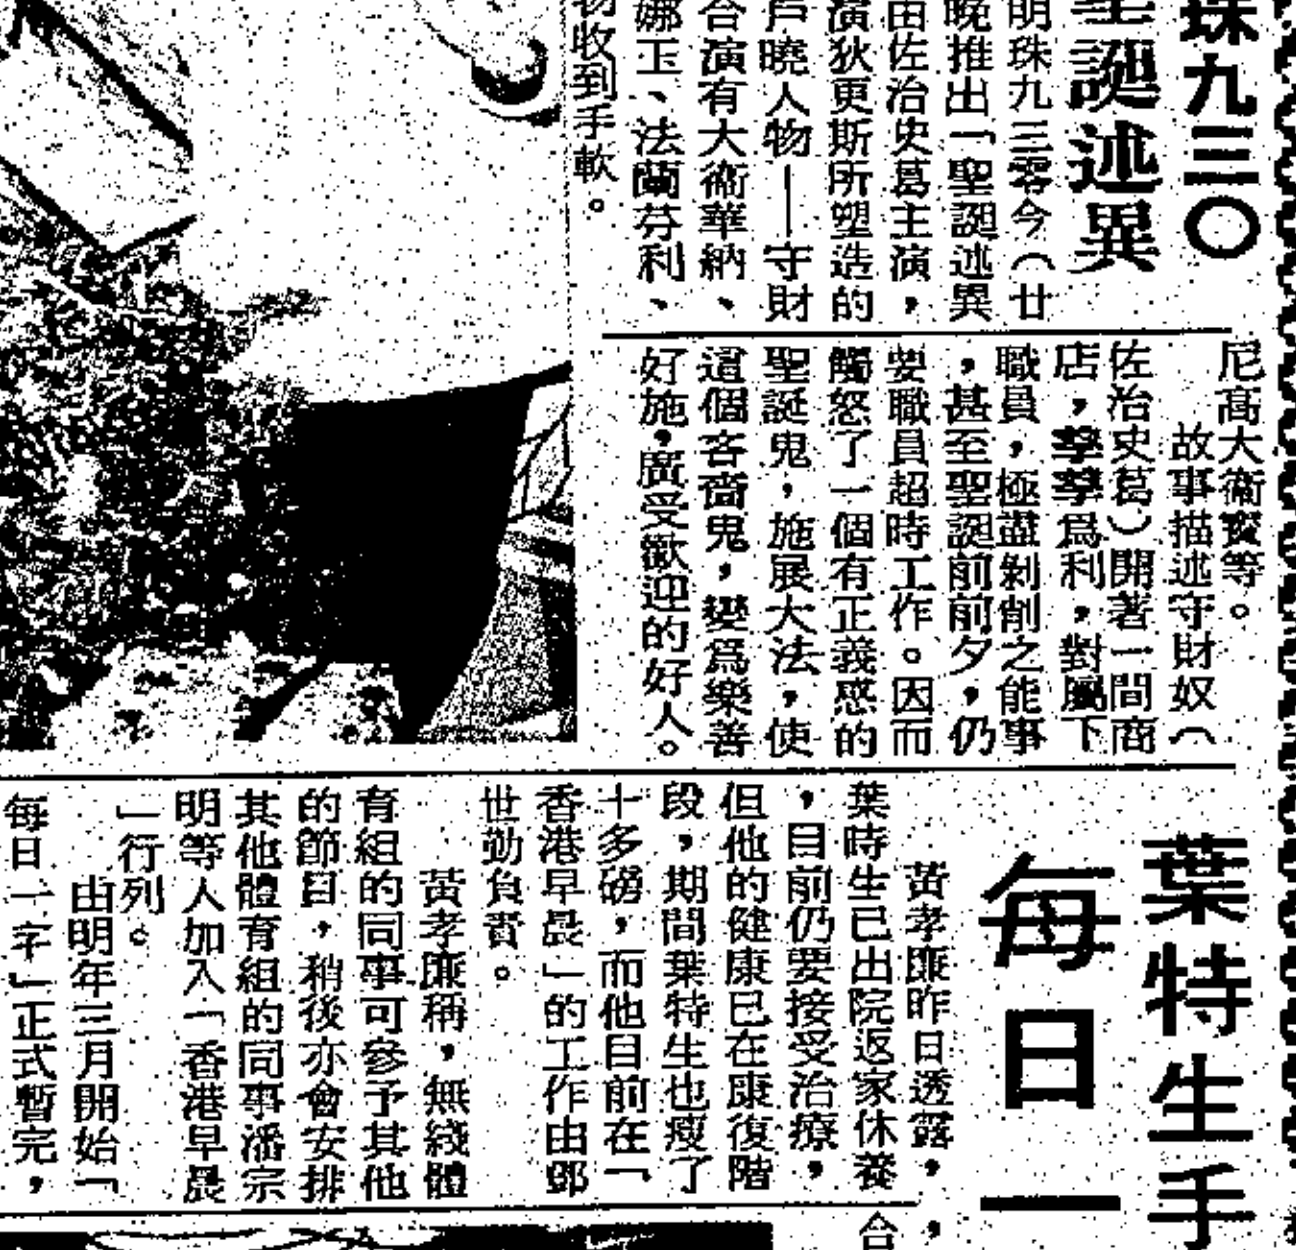 珠九三〇
聖誕述異
明珠九三零今（廿
晚推出「聖誕述異
由佐治史葛主演，
演狄更斯所塑造的
戶曉人物——守財
合演有大衞華納、
娜玉、法蘭芬利、
物收到手軟。
尼高大衞寶等。
故事描述守財奴（
佐治史葛）開著一間商
店，孳孳爲利，對屬下
職員，極盡剝削之能事
，甚至聖誕前前夕，仍
要職員超時工作。因而
觸怒了一個有正義惑的
聖誕鬼，施展大法，使
這個吝嗇鬼，變爲樂善
好施，廣受歡迎的好人。
葉特生手
每日一
黃孝廉昨日透露，
葉時生已出院返家休養
，目前仍要接受治療，
但他的健康已在康復階
段，期間葉特生也瘦了
十多磅，而他目前在「
香港早晨」的工作由鄧
世勤負責。
黃孝廉稱，無綫體
育組的同事可參予其他
的節目，稍後亦會安排
其他體育組的同事潘宗
明等人加入「香港早晨
」行列。
由明年三月開始「
每日一字」正式暫完，
，
合